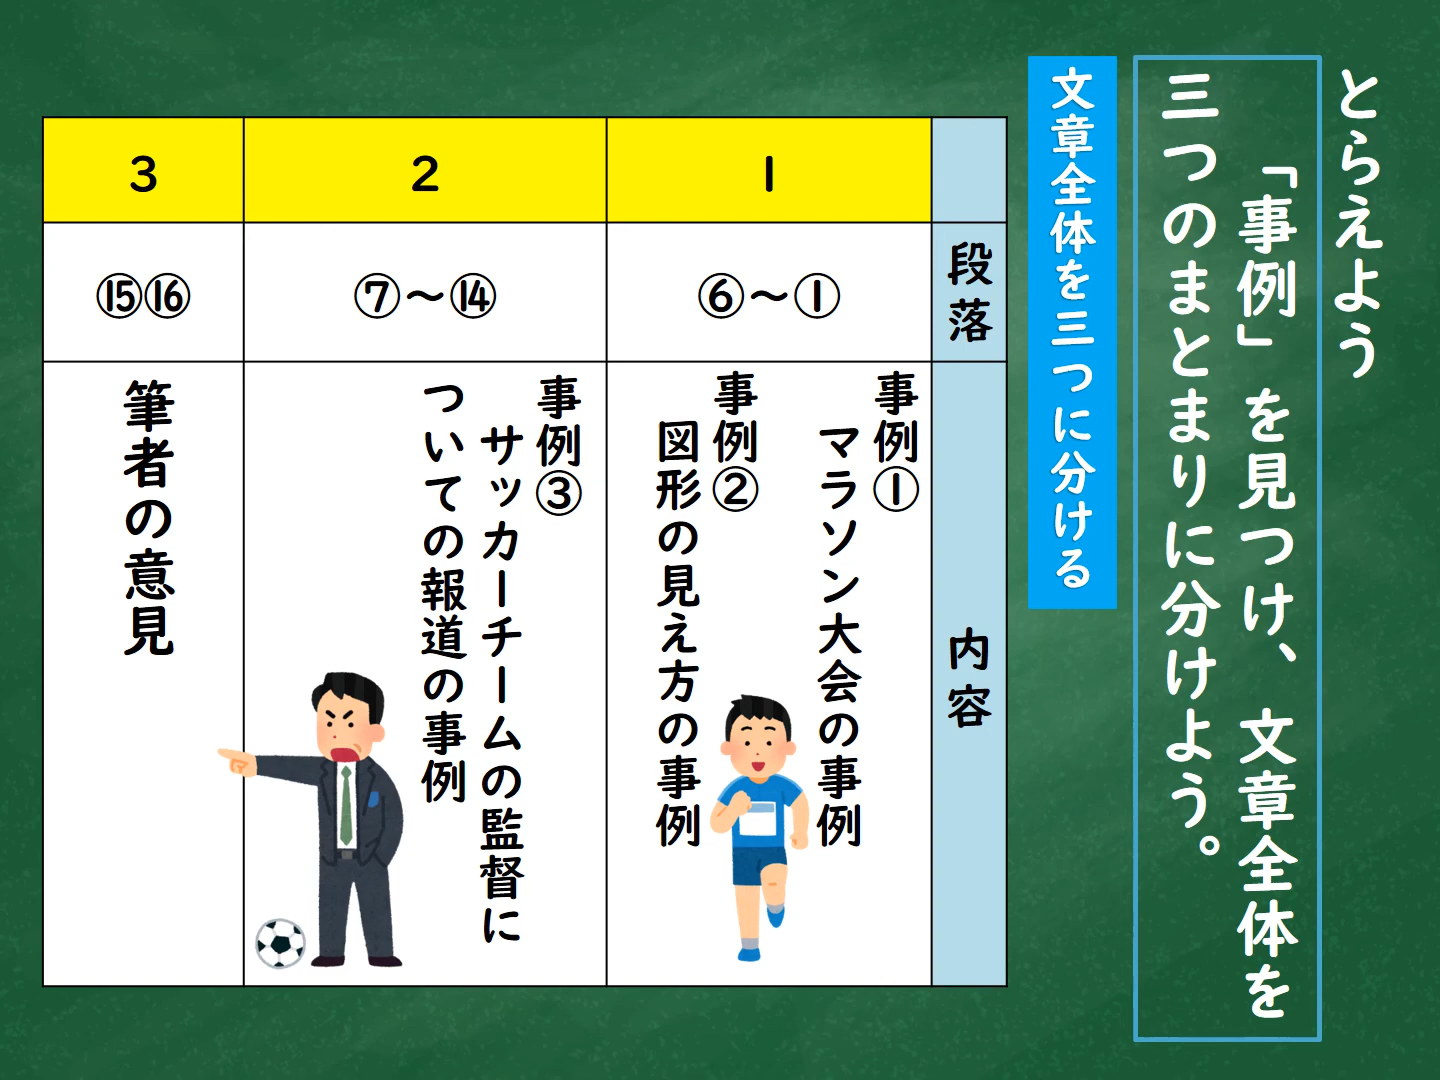 とらえよう
「事例」を見つけ、文章全体を
三つのまとまりに分けよう。
文章全体を三つに分ける
段落
内容
1
⑥～①
事例①
マラソン大会の事例
事例②
図形の見え方の事例
2
⑦～⑭
事例③
サッカーチームの監督に
ついての報道の事例
3
⑮⑯
筆者の意見